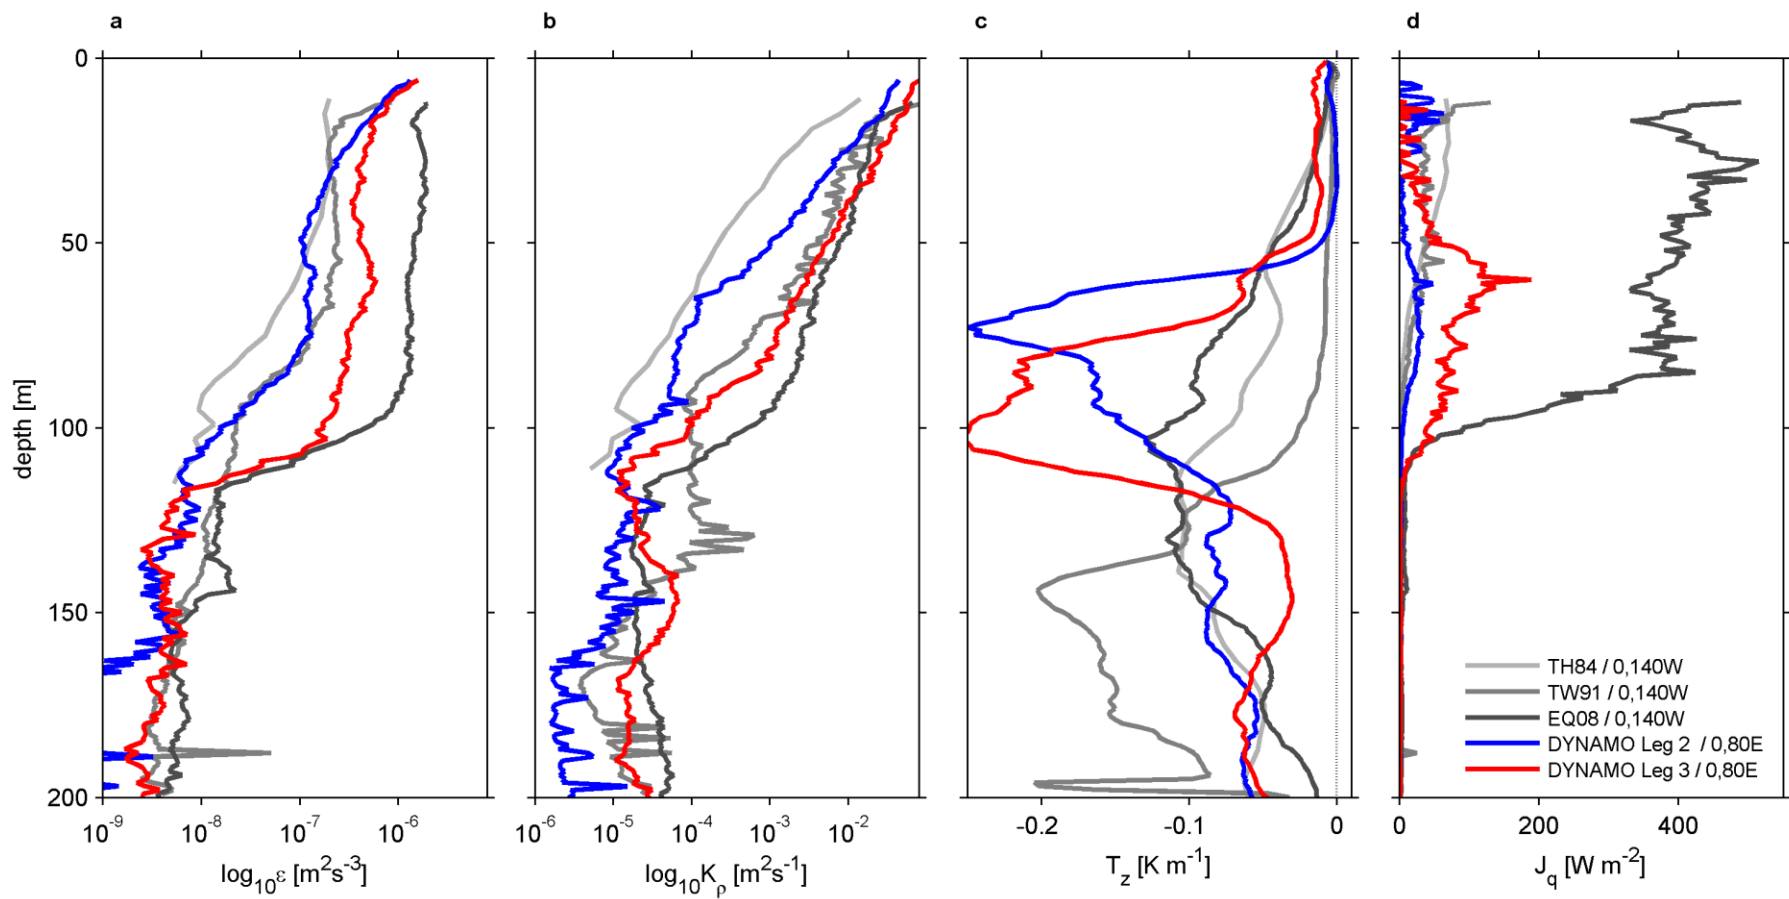 a b c d
0
50
100
150
200
depth [m]
10-9 10-8 10-7 10-6
log10ε [m2s-3]
10-6 10-5 10-4 10-3 10-2
log10Kρ [m2s-1]
-0.2 -0.1 0
Tz [K m-1]
0 200 400
Jq [W m-2]
TH84 / 0,140W
TW91 / 0,140W
EQ08 / 0,140W
DYNAMO Leg 2 / 0,80E
DYNAMO Leg 3 / 0,80E